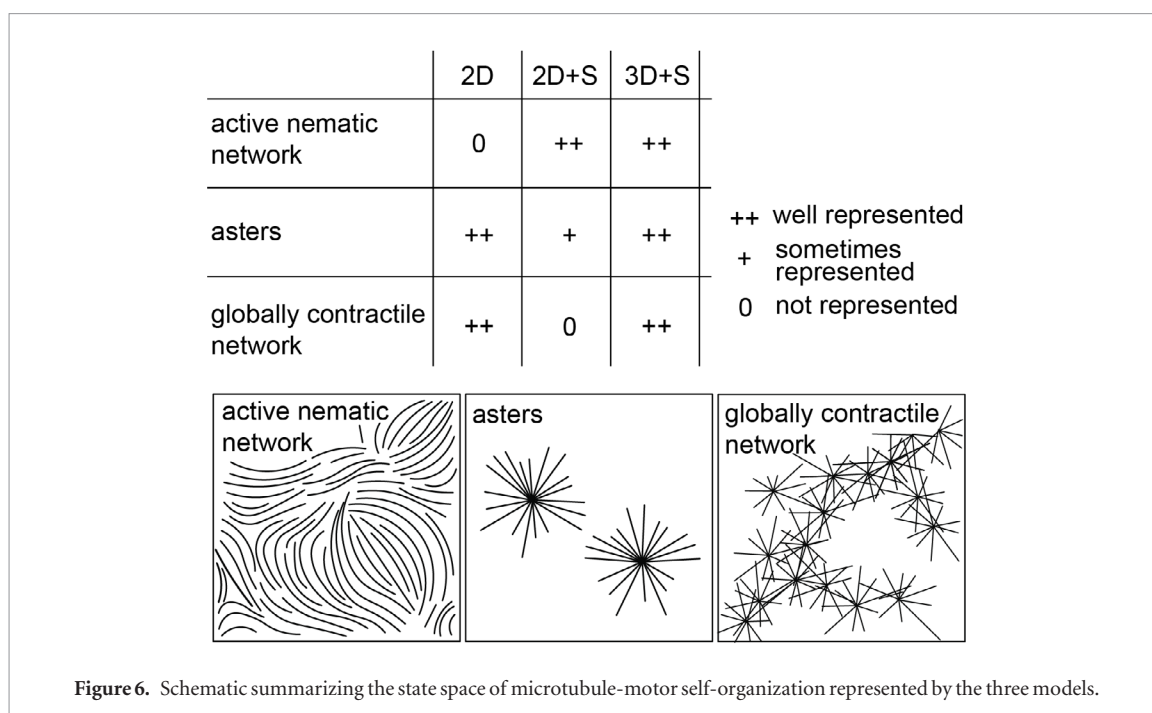 2D 2D+S 3D+S
active nematic
network
0 ++ ++
asters ++ + ++
globally contractile
network
++ 0 ++
++ well represented
+ sometimes
represented
0 not represented
active nematic
network
asters
globally contractile
network
Figure 6. Schematic summarizing the state space of microtubule-motor self-organization represented by the three models.